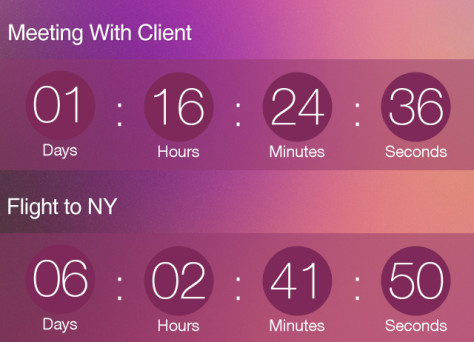 Meeting With Client
01 : 16 : 24 : 36
Days Hours Minutes Seconds
Flight to NY
06 : 02 : 41 : 50
Days Hours Minutes Seconds